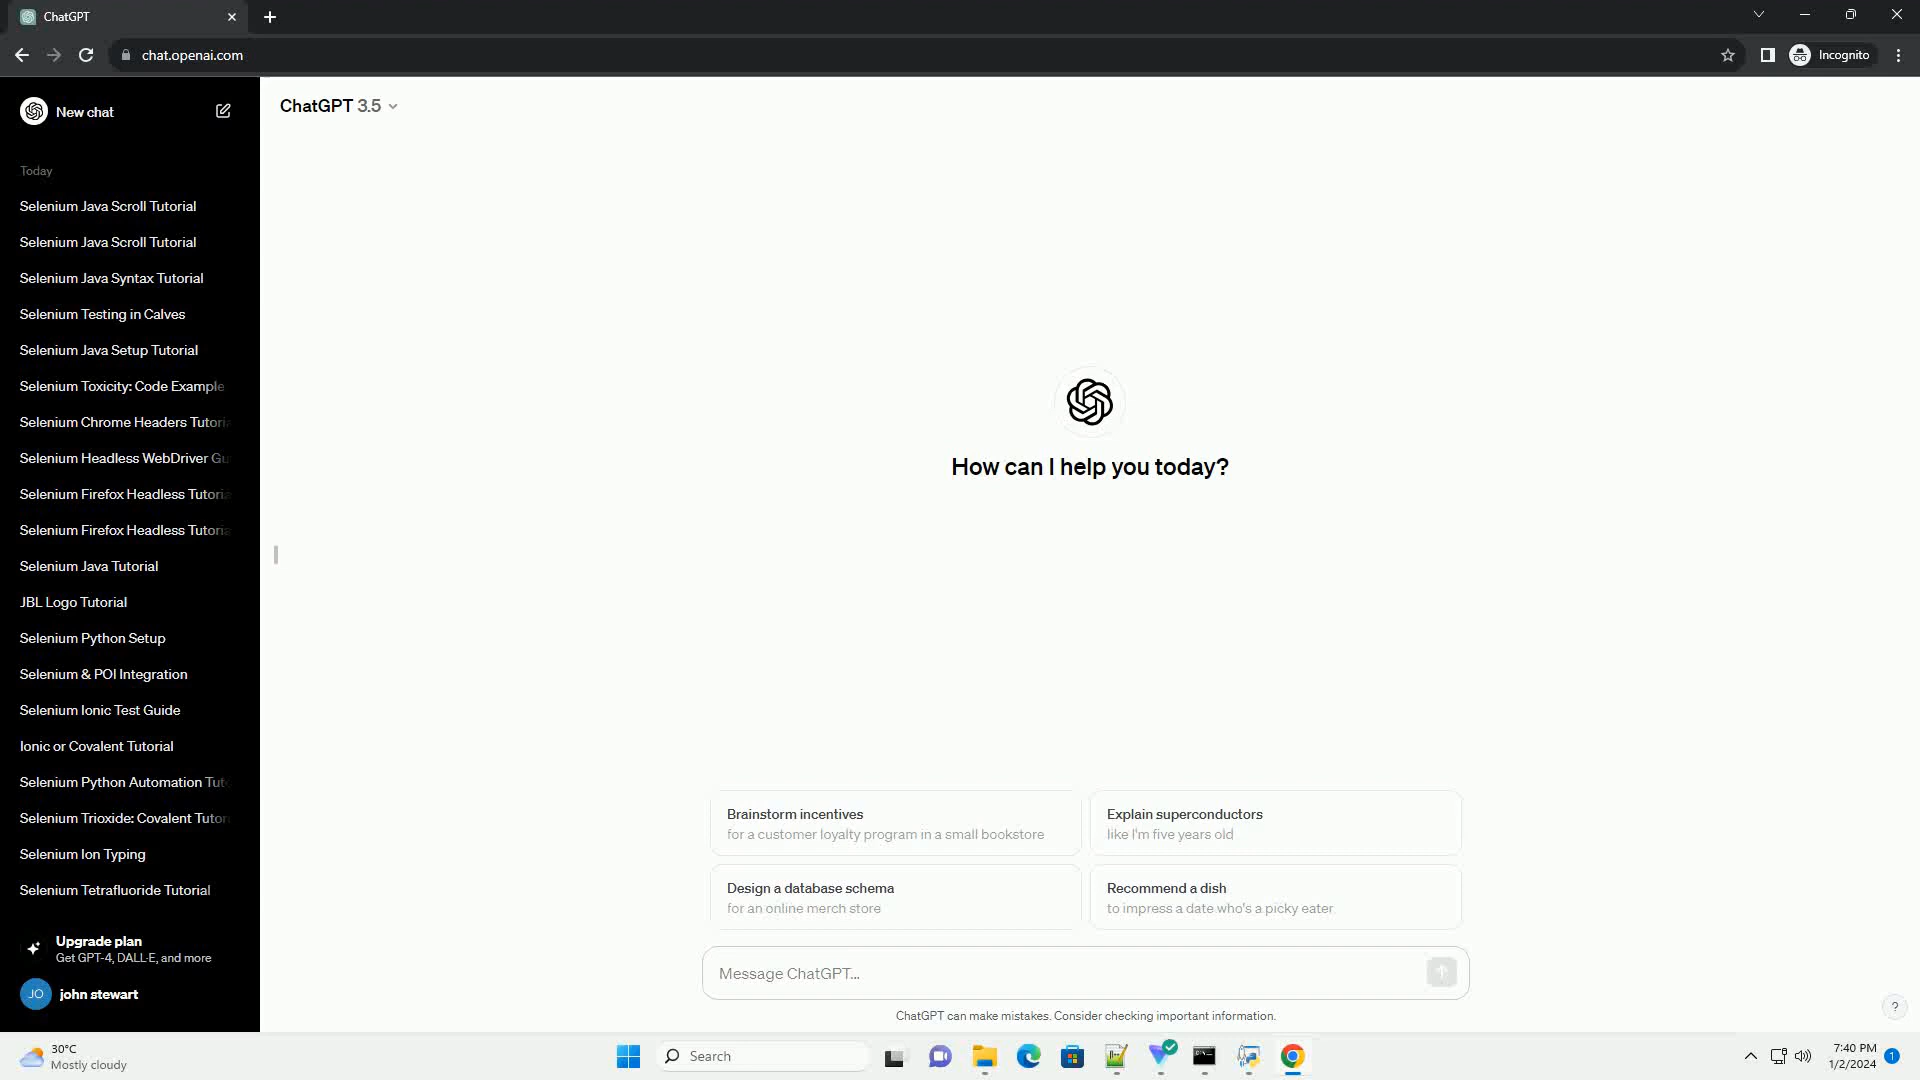 ChatGPT
chat.openai.com
Incognito
New chat
ChatGPT 3.5
Today
Selenium Java Scroll Tutorial
Selenium Java Scroll Tutorial
Selenium Java Syntax Tutorial
Selenium Testing in Calves
Selenium Java Setup Tutorial
Selenium Toxicity: Code Example
Selenium Chrome Headers Tutoria
Selenium Headless WebDriver Gu
Selenium Firefox Headless Tutoria
Selenium Firefox Headless Tutoria
Selenium Java Tutorial
JBL Logo Tutorial
Selenium Python Setup
Selenium & POI Integration
Selenium Ionic Test Guide
Ionic or Covalent Tutorial
Selenium Python Automation Tut
Selenium Trioxide: Covalent Tutor
Selenium Ion Typing
Selenium Tetrafluoride Tutorial
Upgrade plan
Get GPT-4, DALL·E, and more
JO john stewart
How can I help you today?
Brainstorm incentives
for a customer loyalty program in a small bookstore
Explain superconductors
like I'm five years old
Design a database schema
for an online merch store
Recommend a dish
to impress a date who's a picky eater
Message ChatGPT...
ChatGPT can make mistakes. Consider checking important information.
?
30°C
Mostly cloudy
Search
7:40 PM
1/2/2024
1